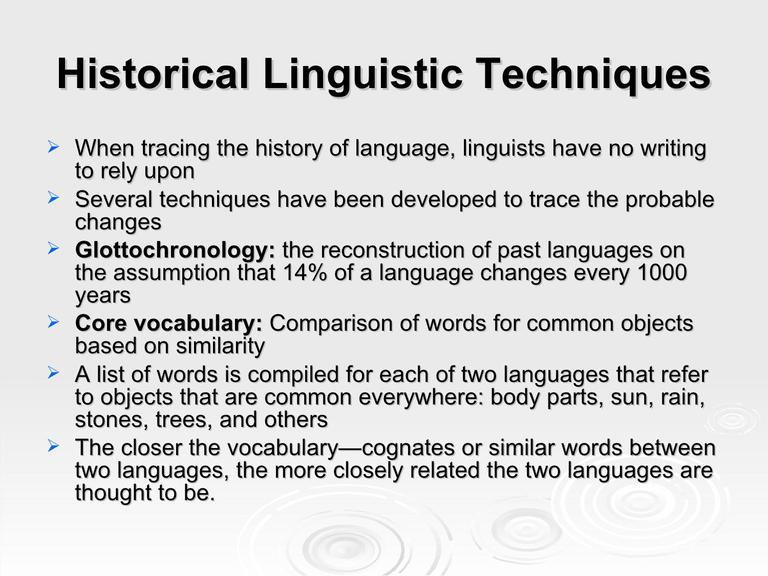 Historical Linguistic Techniques
When tracing the history of language, linguists have no writing
to rely upon
Several techniques have been developed to trace the probable
changes
Glottochronology: the reconstruction of past languages on
the assumption that 14% of a language changes every 1000
years
Core vocabulary: Comparison of words for common objects
based on similarity
A list of words is compiled for each of two languages that refer
to objects that are common everywhere: body parts, sun, rain,
stones, trees, and others
The closer the vocabulary—cognates or similar words between
two languages, the more closely related the two languages are
thought to be.